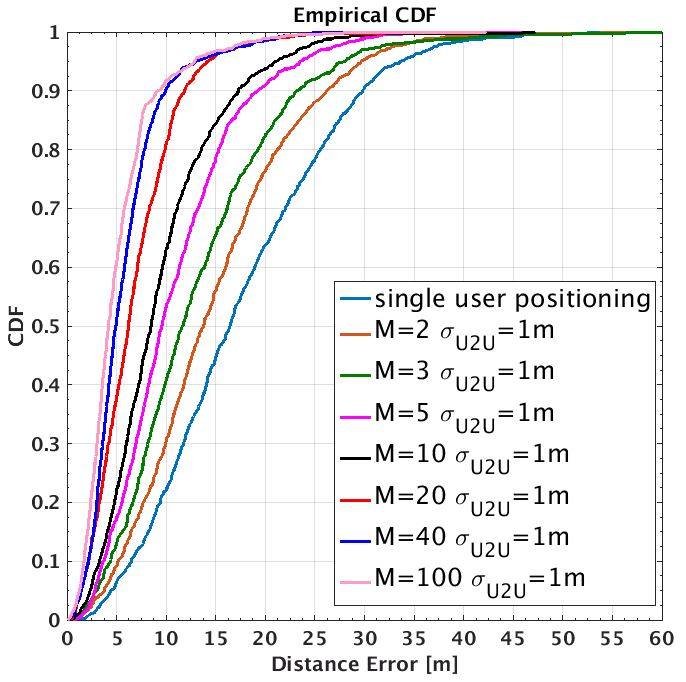 Empirical CDF
1
0.9
0.8
0.7
0.6
0.5
0.4
0.3
0.2
0.1
0
CDF
single user positioning
M=2 σU2U=1m
M=3 σU2U=1m
M=5 σU2U=1m
M=10 σU2U=1m
M=20 σU2U=1m
M=40 σU2U=1m
M=100 σU2U=1m
0 5 10 15 20 25 30 35 40 45 50 55 60
Distance Error [m]